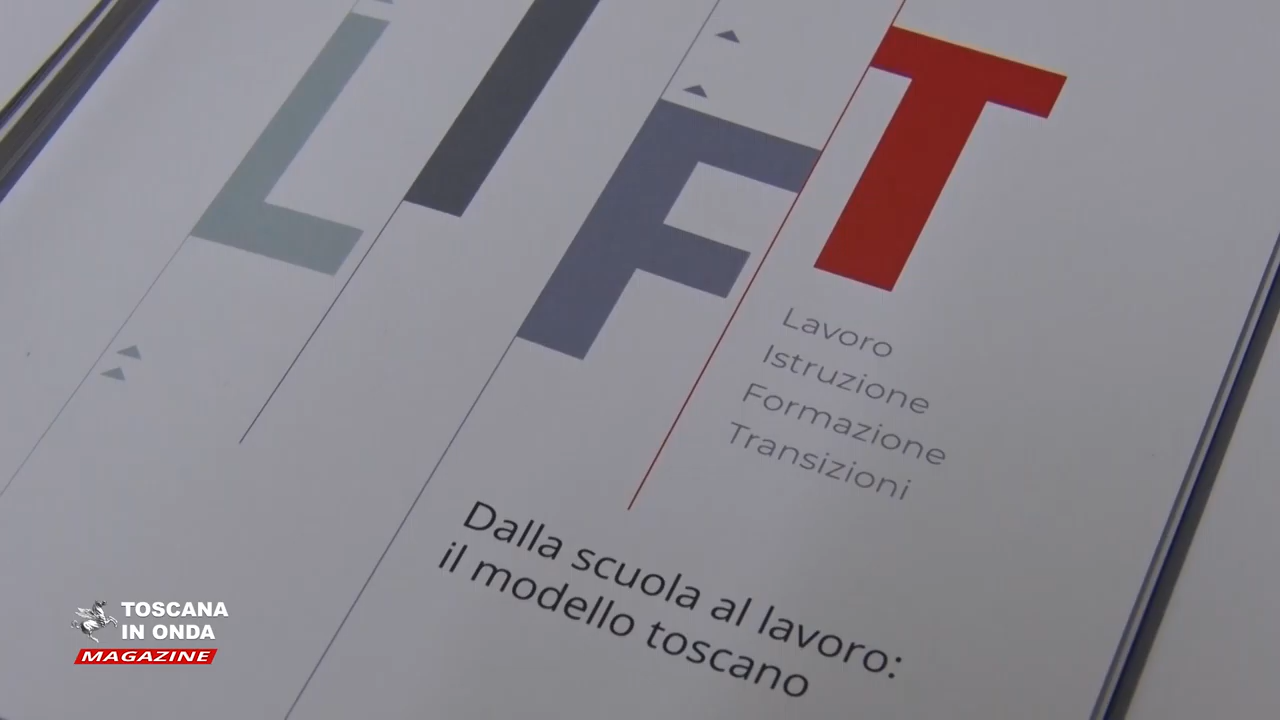 LIFT
Lavoro
Istruzione
Formazione
Transizioni
Dalla scuola al lavoro:
il modello toscano
TOSCANA
IN ONDA
MAGAZINE